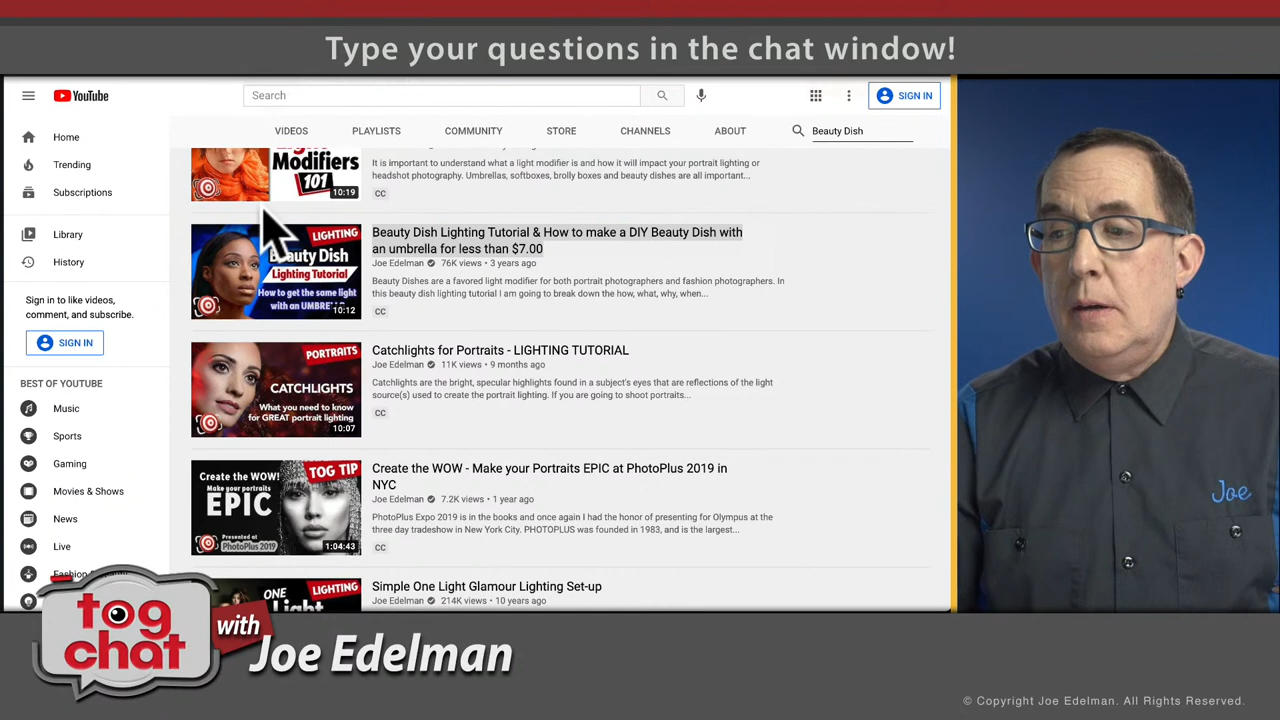 Type your questions in the chat window!
YouTube
Search
SIGN IN
VIDEOS PLAYLISTS COMMUNITY STORE CHANNELS ABOUT
Beauty Dish
Home
Trending
Subscriptions
Library
History
Sign in to like videos,
comment, and subscribe.
SIGN IN
BEST OF YOUTUBE
Music
Sports
Gaming
Movies & Shows
News
Live
Modifiers
101
10:19
It is important to understand what a light modifier is and how it will impact your portrait lighting or
headshot photography. Umbrellas, softboxes, brolly boxes and beauty dishes are all important...
CC
LIGHTING
Beauty Dish
Lighting Tutorial
How to get the same light
with an UMBRE
10:12
Beauty Dish Lighting Tutorial & How to make a DIY Beauty Dish with
an umbrella for less than $7.00
Joe Edelman 76K views • 3 years ago
Beauty Dishes are a favored light modifier for both portrait photographers and fashion photographers. In
this beauty dish lighting tutorial I am going to break down the how, what, why, when...
CC
PORTRAITS
CATCHLIGHTS
What you need to know
for GREAT portrait lighting
10:07
Catchlights for Portraits - LIGHTING TUTORIAL
Joe Edelman 11K views • 9 months ago
Catchlights are the bright, specular highlights found in a subject's eyes that are reflections of the light
source(s) used to create the portrait lighting. If you are going to shoot portraits...
CC
TOG TIP
Create the WOW!
Make your portraits
EPIC
Presented at
PhotoPlus 2019
1:04:43
Create the WOW - Make your Portraits EPIC at PhotoPlus 2019 in
NYC
Joe Edelman 7.2K views • 1 year ago
PhotoPlus Expo 2019 is in the books and once again I had the honor of presenting for Olympus at the
three day tradeshow in New York City. PHOTOPLUS was founded in 1983, and is the largest...
CC
LIGHTING
ONE
Light
Simple One Light Glamour Lighting Set-up
Joe Edelman 214K views • 10 years ago
Joe
tog
chat
with
Joe Edelman
© Copyright Joe Edelman. All Rights Reserved.